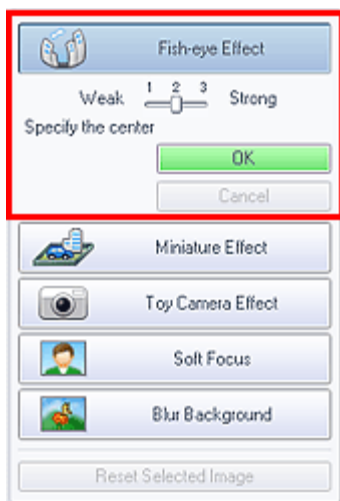 Fish-eye Effect
1 2 3
Weak Strong
Specify the center
OK
Cancel
Miniature Effect
Toy Camera Effect
Soft Focus
Blur Background
Reset Selected Image